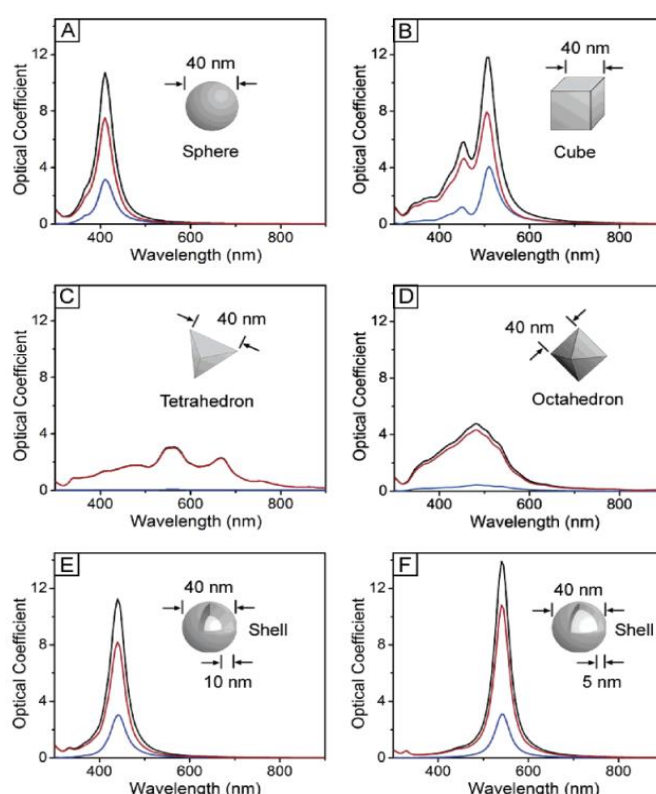 A
Optical Coefficient
12
8
4
0
400
600
800
Wavelength (nm)
40 nm
Sphere
B
Optical Coefficient
12
8
4
0
400
600
800
Wavelength (nm)
40 nm
Cube
C
Optical Coefficient
12
8
4
0
400
600
800
Wavelength (nm)
40 nm
Tetrahedron
D
Optical Coefficient
12
8
4
0
400
600
800
Wavelength (nm)
40 nm
Octahedron
E
Optical Coefficient
12
8
4
0
400
600
800
Wavelength (nm)
40 nm
Shell
10 nm
F
Optical Coefficient
12
8
4
0
400
600
800
Wavelength (nm)
40 nm
Shell
5 nm